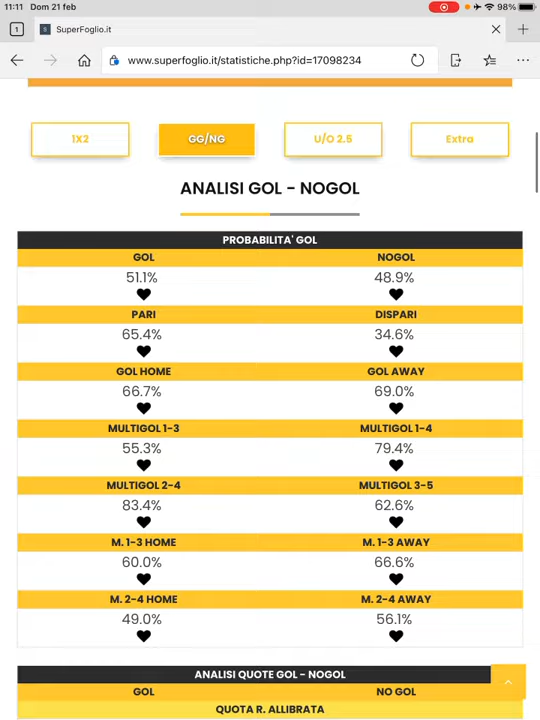 11:11 Dom 21 feb 98%
1 S SuperFoglio.it
www.superfoglio.it/statistiche.php?id=17098234
1X2 GG/NG U/O 2.5 Extra
ANALISI GOL - NOGOL
PROBABILITA' GOL
GOL NOGOL
51.1% 48.9%
PARI DISPARI
65.4% 34.6%
GOL HOME GOL AWAY
66.7% 69.0%
MULTIGOL 1-3 MULTIGOL 1-4
55.3% 79.4%
MULTIGOL 2-4 MULTIGOL 3-5
83.4% 62.6%
M. 1-3 HOME M. 1-3 AWAY
60.0% 66.6%
M. 2-4 HOME M. 2-4 AWAY
49.0% 56.1%
ANALISI QUOTE GOL - NOGOL
GOL NO GOL
QUOTA R. ALLIBRATA